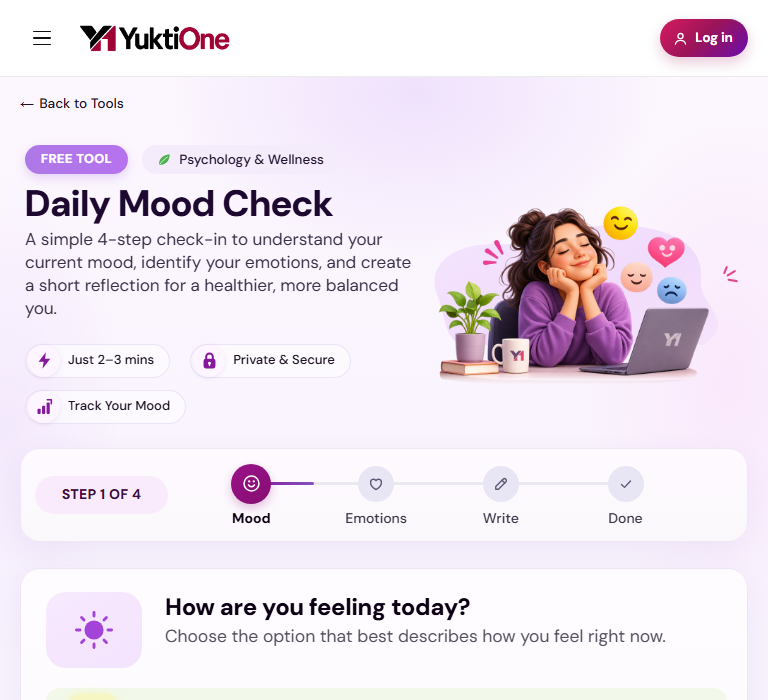 YuktiOne
Log in
← Back to Tools
FREE TOOL
Psychology & Wellness
Daily Mood Check
A simple 4-step check-in to understand your
current mood, identify your emotions, and create
a short reflection for a healthier, more balanced
you.
Just 2–3 mins
Private & Secure
Track Your Mood
STEP 1 OF 4
Mood
Emotions
Write
Done
How are you feeling today?
Choose the option that best describes how you feel right now.